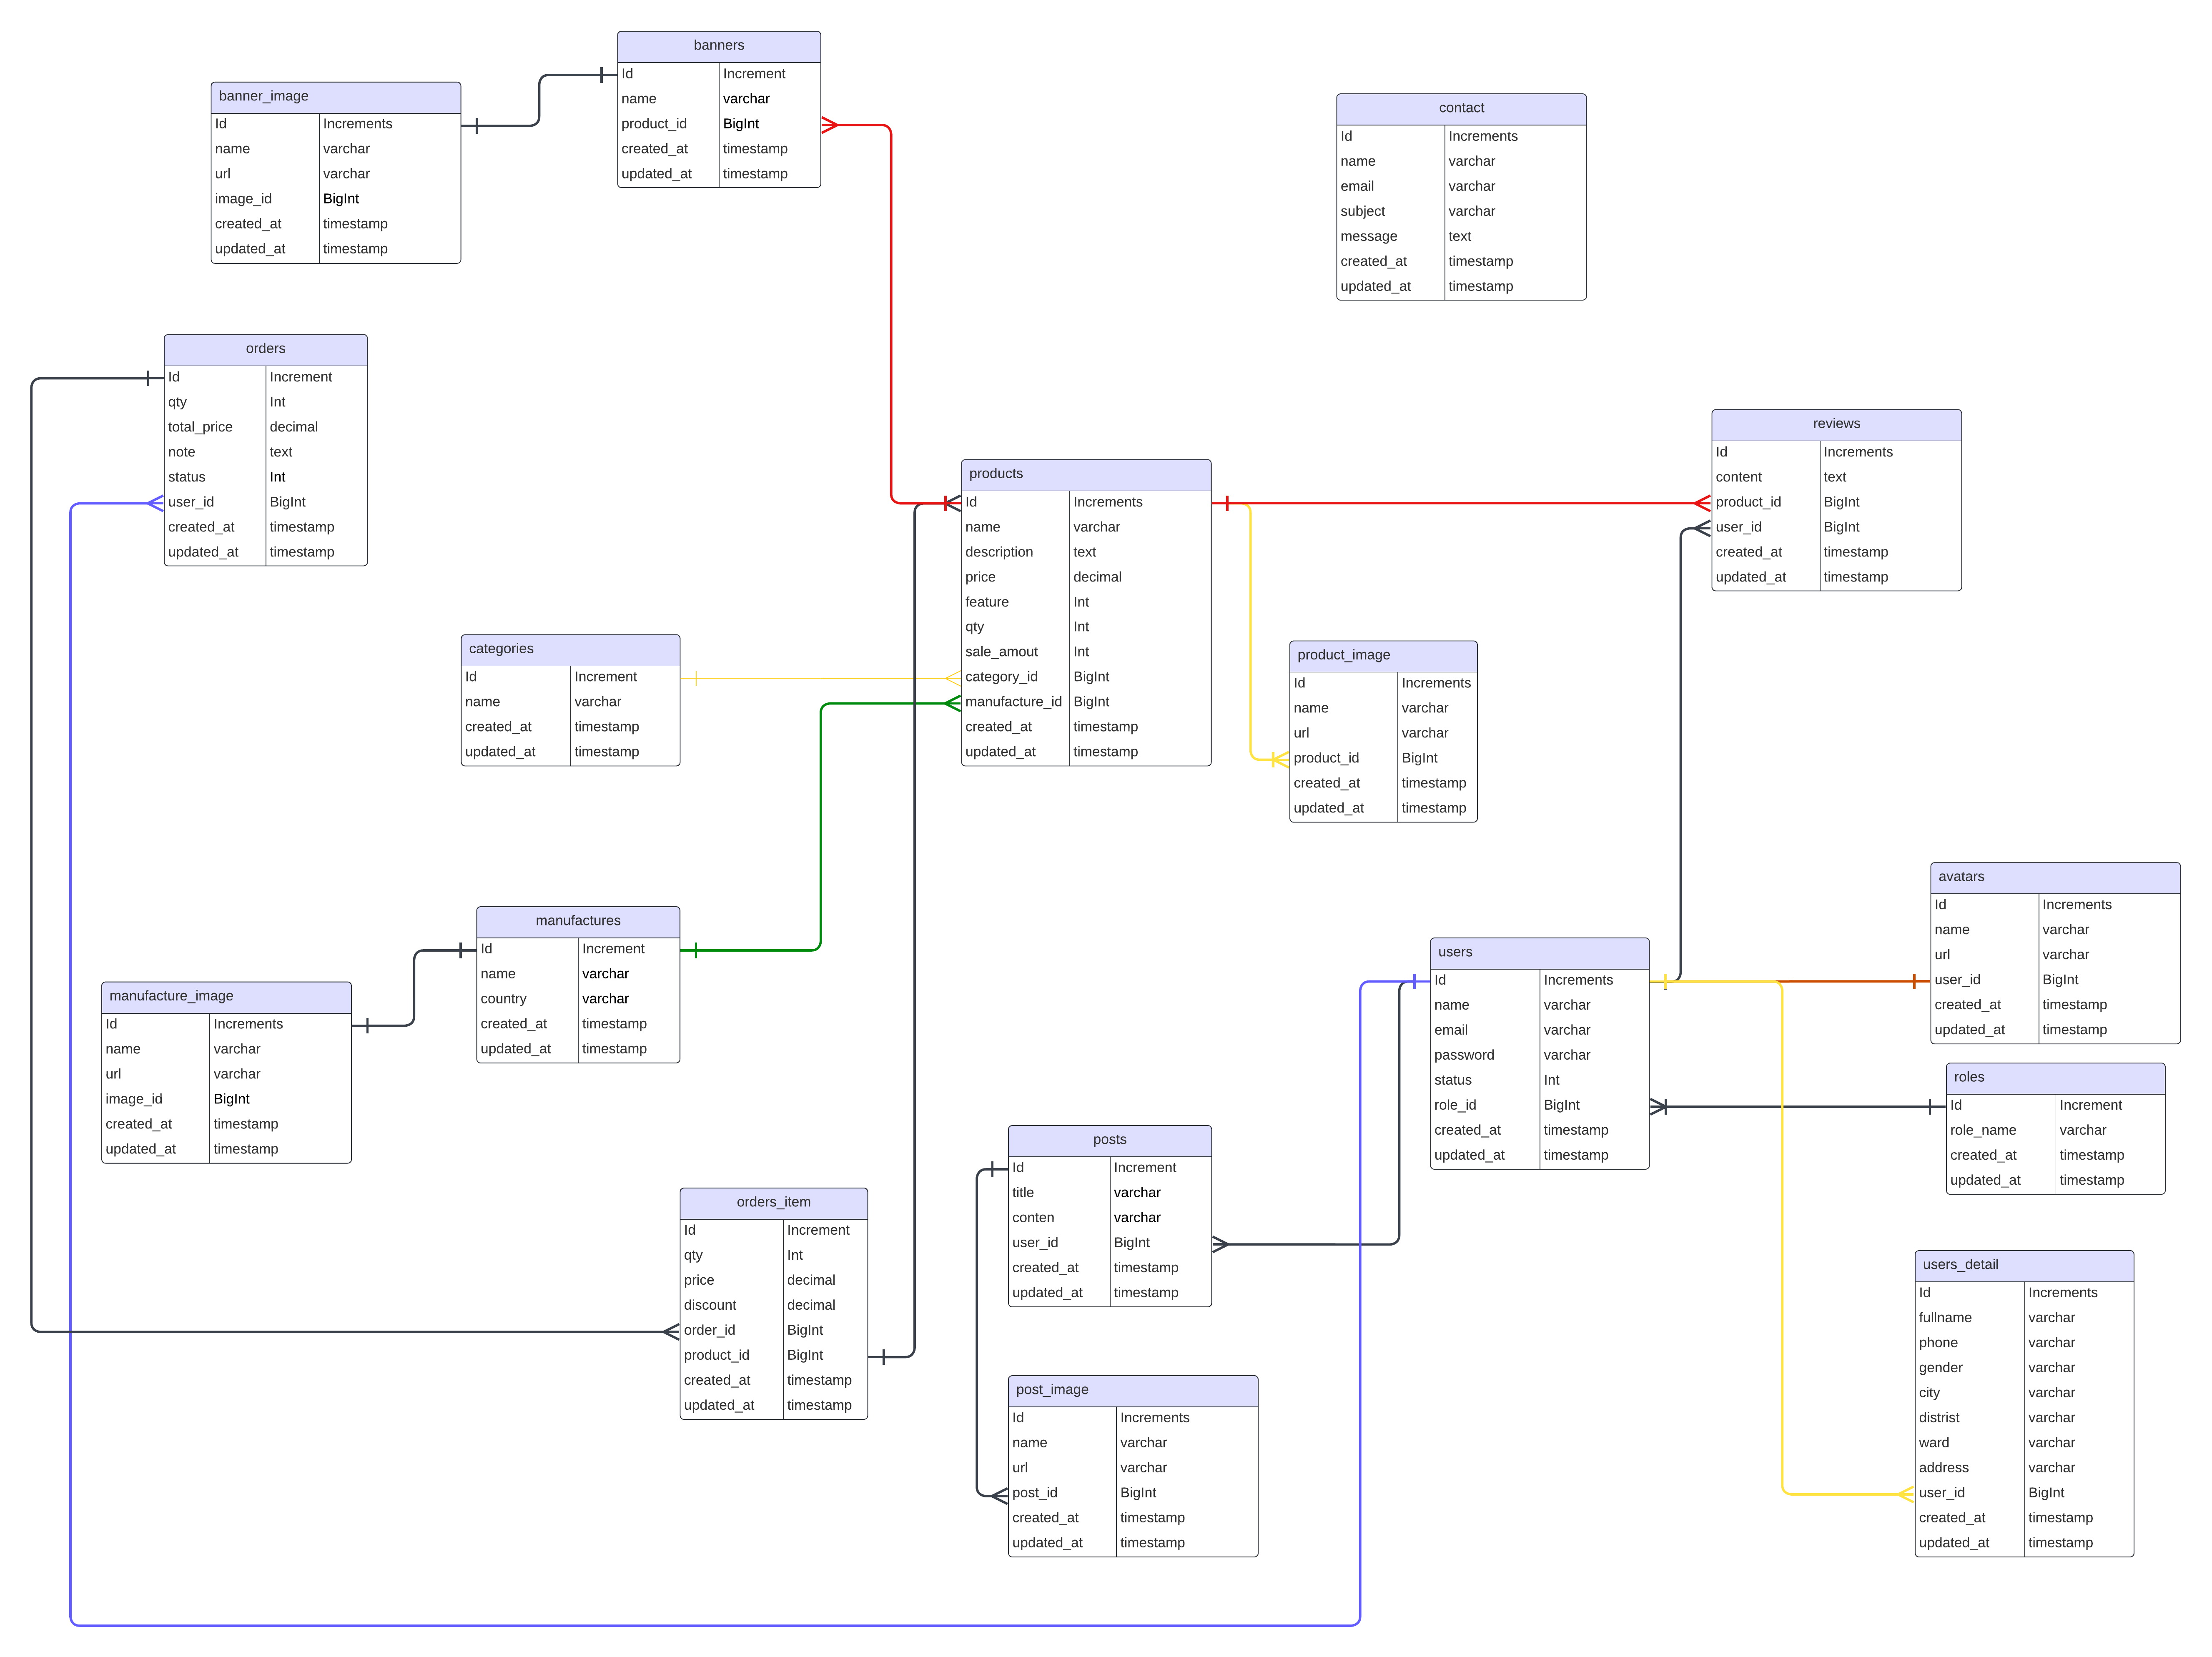 banners
Id Increment
name varchar
product_id BigInt
created_at timestamp
updated_at timestamp
banner_image
Id Increments
name varchar
url varchar
image_id BigInt
created_at timestamp
updated_at timestamp
contact
Id Increments
name varchar
email varchar
subject varchar
message text
created_at timestamp
updated_at timestamp
orders
Id Increment
qty Int
total_price decimal
note text
status Int
user_id BigInt
created_at timestamp
updated_at timestamp
products
Id Increments
name varchar
description text
price decimal
feature Int
qty Int
sale_amout Int
category_id BigInt
manufacture_id BigInt
created_at timestamp
updated_at timestamp
reviews
Id Increments
content text
product_id BigInt
user_id BigInt
created_at timestamp
updated_at timestamp
categories
Id Increment
name varchar
created_at timestamp
updated_at timestamp
product_image
Id Increments
name varchar
url varchar
product_id BigInt
created_at timestamp
updated_at timestamp
manufactures
Id Increment
name varchar
country varchar
created_at timestamp
updated_at timestamp
manufacture_image
Id Increments
name varchar
url varchar
image_id BigInt
created_at timestamp
updated_at timestamp
users
Id Increments
name varchar
email varchar
password varchar
status Int
role_id BigInt
created_at timestamp
updated_at timestamp
avatars
Id Increments
name varchar
url varchar
user_id BigInt
created_at timestamp
updated_at timestamp
roles
Id Increment
role_name varchar
created_at timestamp
updated_at timestamp
orders_item
Id Increment
qty Int
price decimal
discount decimal
order_id BigInt
product_id BigInt
created_at timestamp
updated_at timestamp
posts
Id Increment
title varchar
conten varchar
user_id BigInt
created_at timestamp
updated_at timestamp
post_image
Id Increments
name varchar
url varchar
post_id BigInt
created_at timestamp
updated_at timestamp
users_detail
Id Increments
fullname varchar
phone varchar
gender varchar
city varchar
distrist varchar
ward varchar
address varchar
user_id BigInt
created_at timestamp
updated_at timestamp